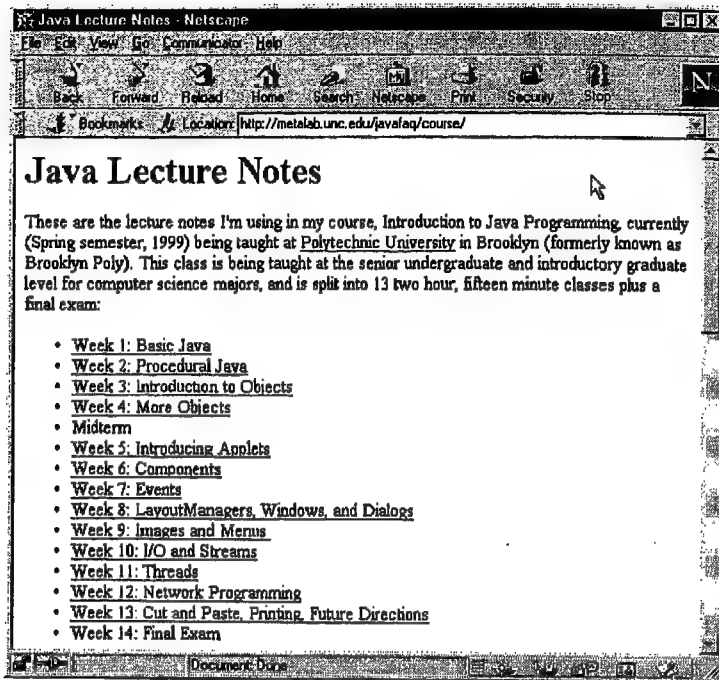 Java Lecture Notes - Netscape
File Edit View Go Communicator Help
Back Forward Reload Home Search Netscape Print Security Stop
N
Bookmarks Location: http://metalab.unc.edu/javafaq/course/
Java Lecture Notes
These are the lecture notes I'm using in my course, Introduction to Java Programming, currently
(Spring semester, 1999) being taught at Polytechnic University in Brooklyn (formerly known as
Brooklyn Poly). This class is being taught at the senior undergraduate and introductory graduate
level for computer science majors, and is split into 13 two hour, fifteen minute classes plus a
final exam:
• Week 1: Basic Java
• Week 2: Procedural Java
• Week 3: Introduction to Objects
• Week 4: More Objects
• Midterm
• Week 5: Introducing Applets
• Week 6: Components
• Week 7: Events
• Week 8: LayoutManagers, Windows, and Dialogs
• Week 9: Images and Menus
• Week 10: I/O and Streams
• Week 11: Threads
• Week 12: Network Programming
• Week 13: Cut and Paste, Printing, Future Directions
• Week 14: Final Exam
Document: Done